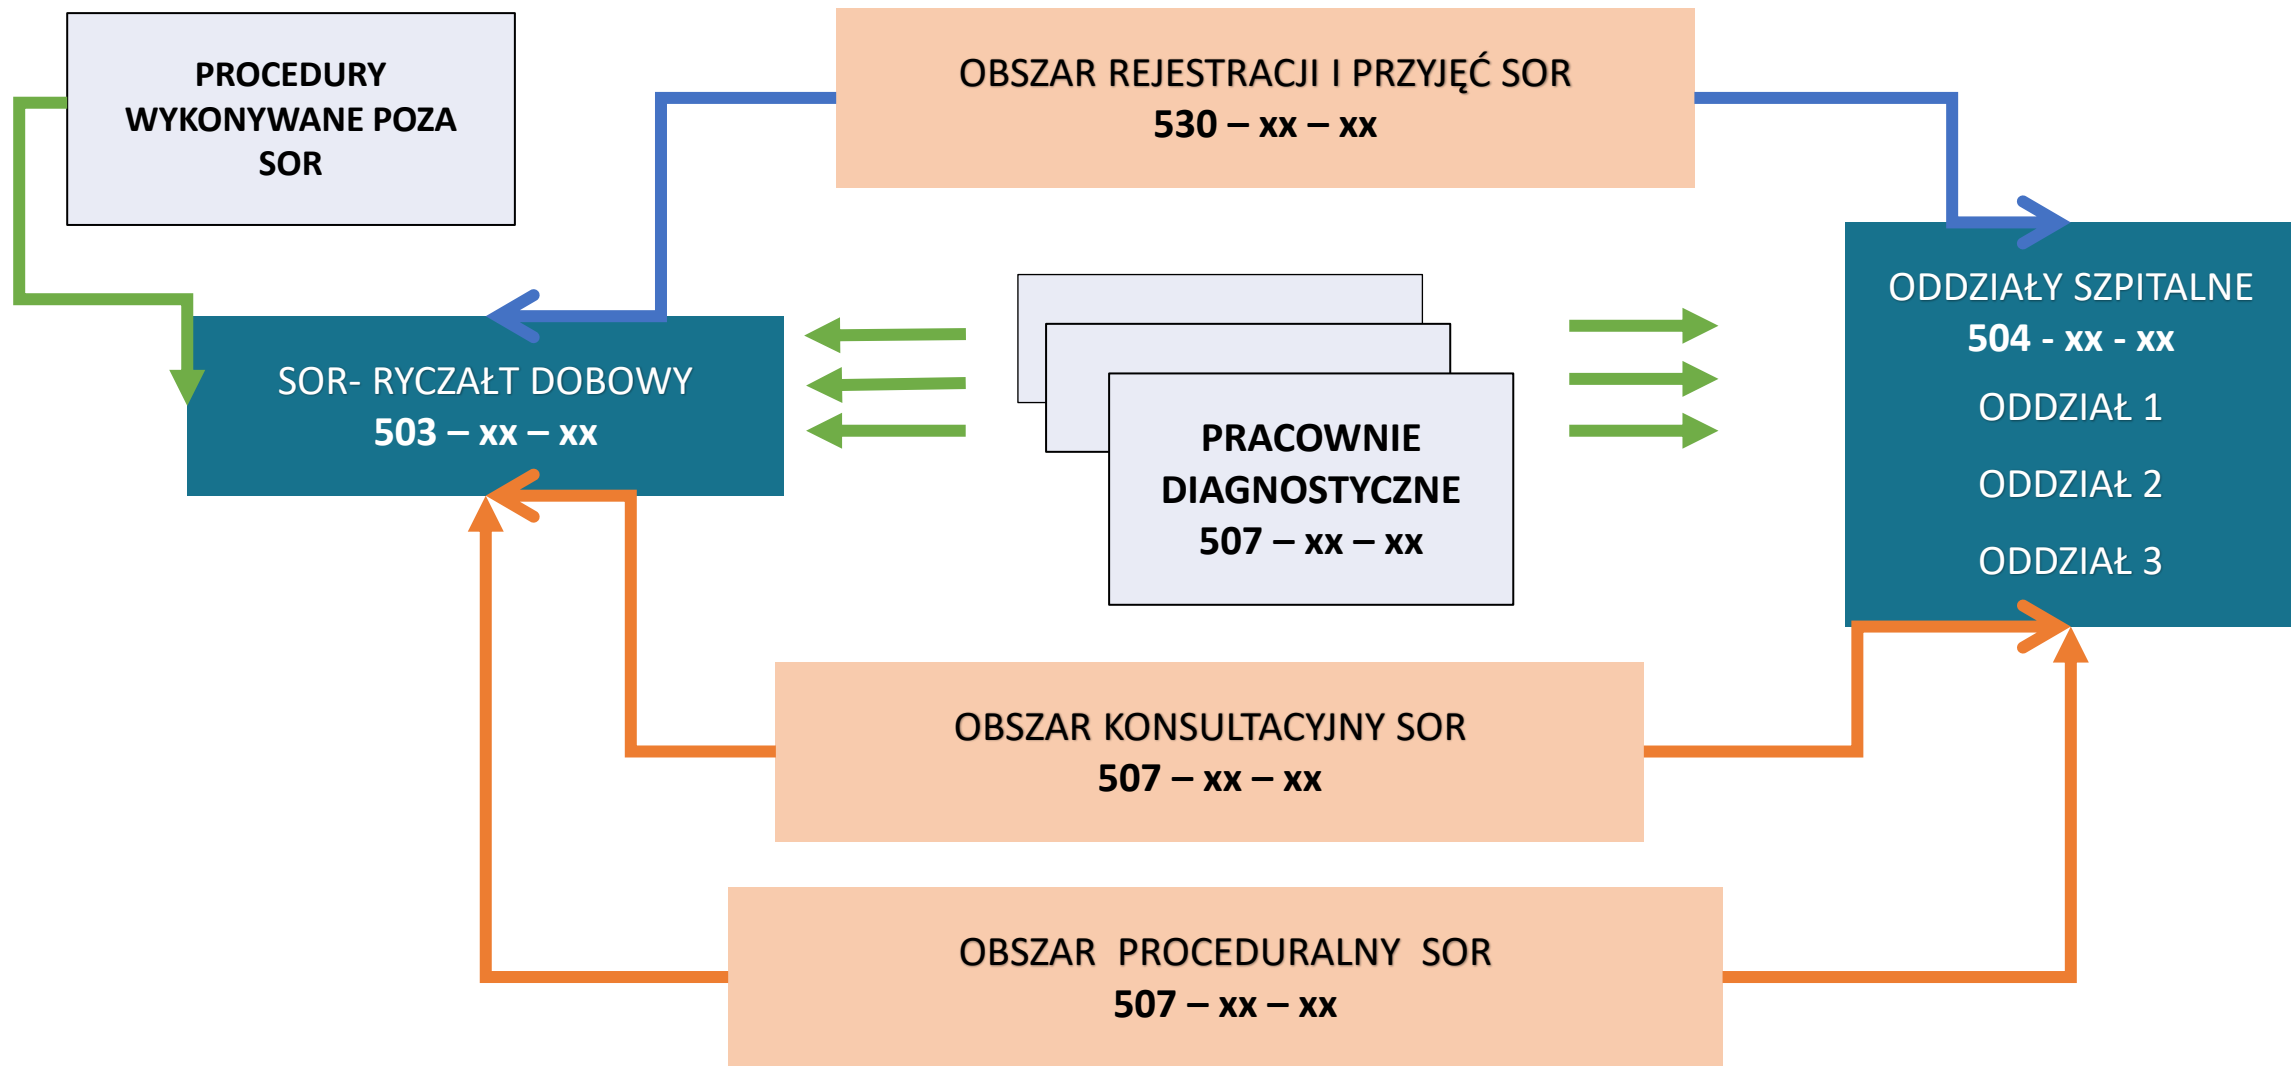 PROCEDURY
WYKONYWANE POZA
SOR
OBSZAR REJESTRACJI I PRZYJĘĆ SOR
530 – xx – xx
SOR- RYCZAŁT DOBOWY
503 – xx – xx
PRACOWNIE
DIAGNOSTYCZNE
507 – xx – xx
ODDZIAŁY SZPITALNE
504 - xx - xx
ODDZIAŁ 1
ODDZIAŁ 2
ODDZIAŁ 3
OBSZAR KONSULTACYJNY SOR
507 – xx – xx
OBSZAR PROCEDURALNY SOR
507 – xx – xx